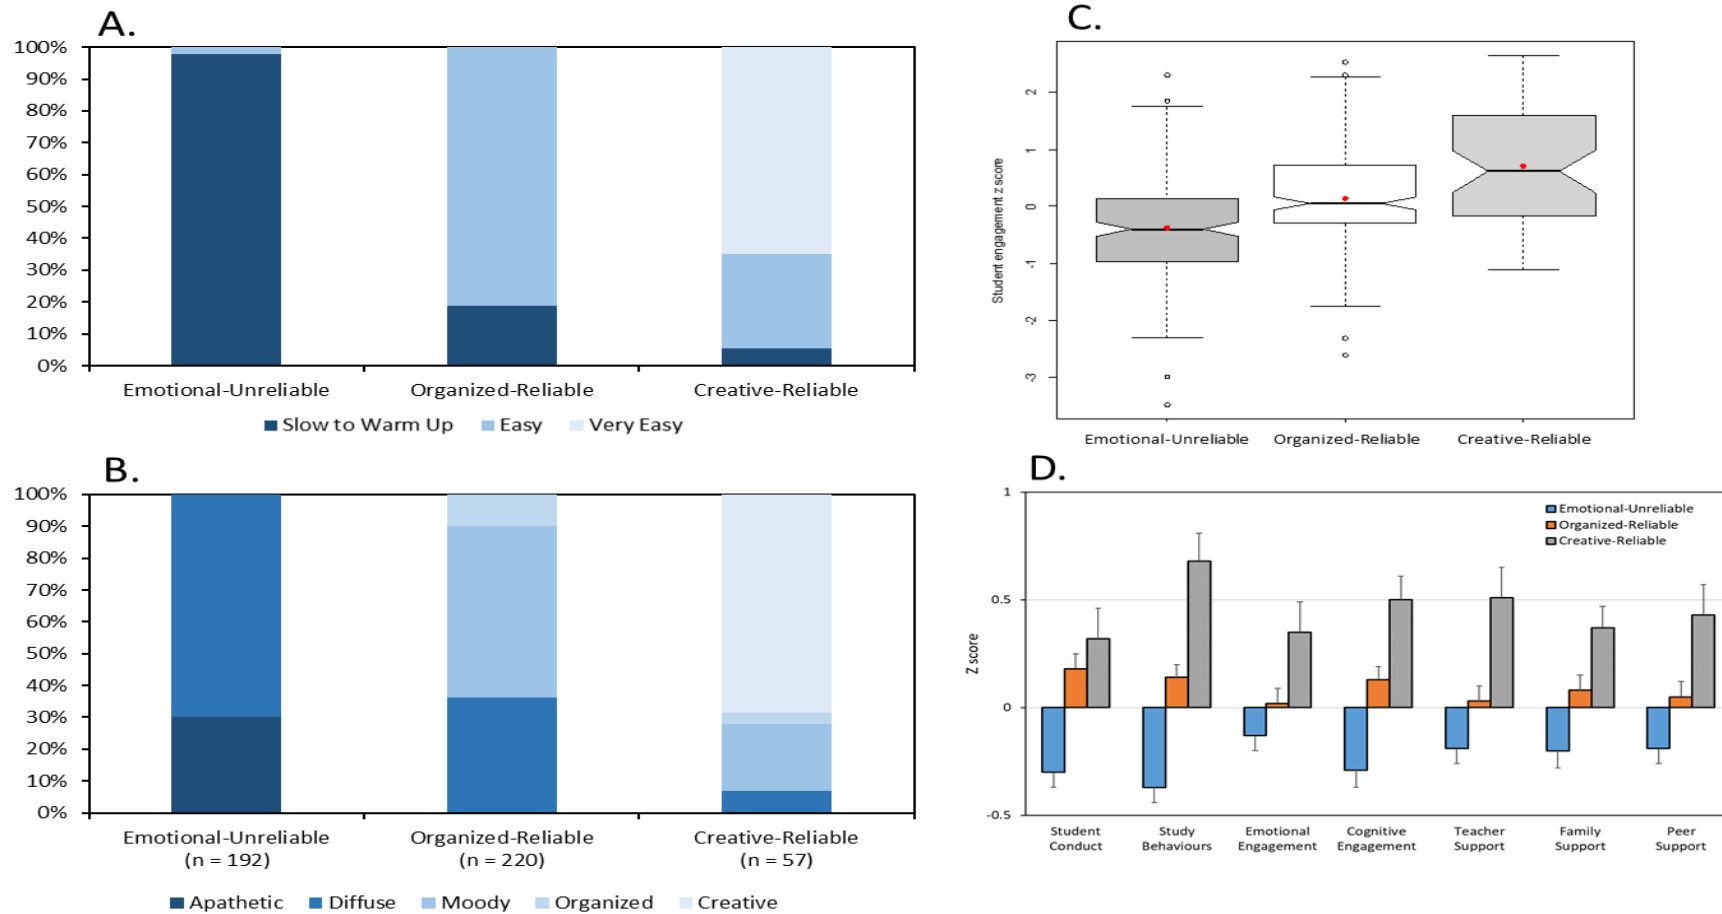 A.
100%
90%
80%
70%
60%
50%
40%
30%
20%
10%
0%
Emotional-Unreliable Organized-Reliable Creative-Reliable
Slow to Warm Up Easy Very Easy
B.
100%
90%
80%
70%
60%
50%
40%
30%
20%
10%
0%
Emotional-Unreliable Organized-Reliable Creative-Reliable
(n = 192) (n = 220) (n = 57)
Apathetic Diffuse Moody Organized Creative
C.
Student engagement z score
2
1
0
-1
-2
-3
Emotional-Unreliable Organized-Reliable Creative-Reliable
D.
Z score
1
0.5
0
-0.5
Emotional-Unreliable
Organized-Reliable
Creative-Reliable
Student Study Emotional Cognitive Teacher Family Peer
Conduct Behaviours Engagement Engagement Support Support Support